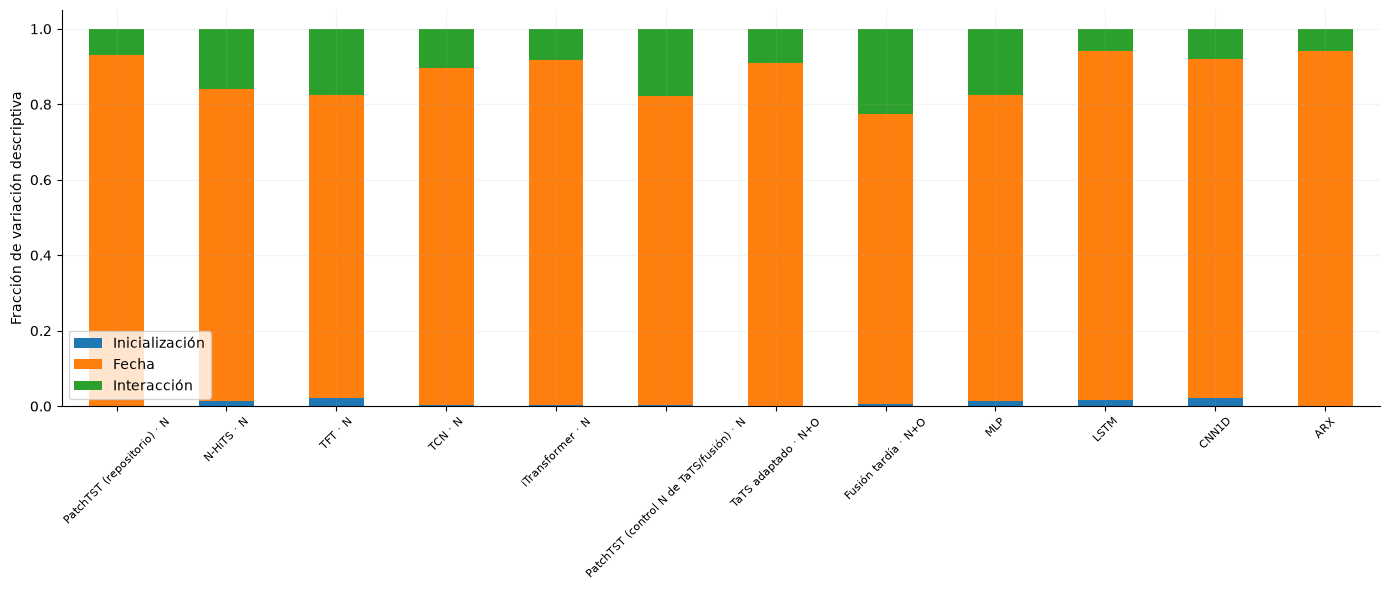 Fracción de variación descriptiva
1.0
0.8
0.6
0.4
0.2
0.0
Inicialización
Fecha
Interacción
PatchTST (repositorio) · N
N-HiTS · N
TFT · N
TCN · N
iTransformer · N
PatchTST (control N de TaTS/fusión) · N
TaTS adaptado · N+O
Fusión tardía · N+O
MLP
LSTM
CNN1D
ARX